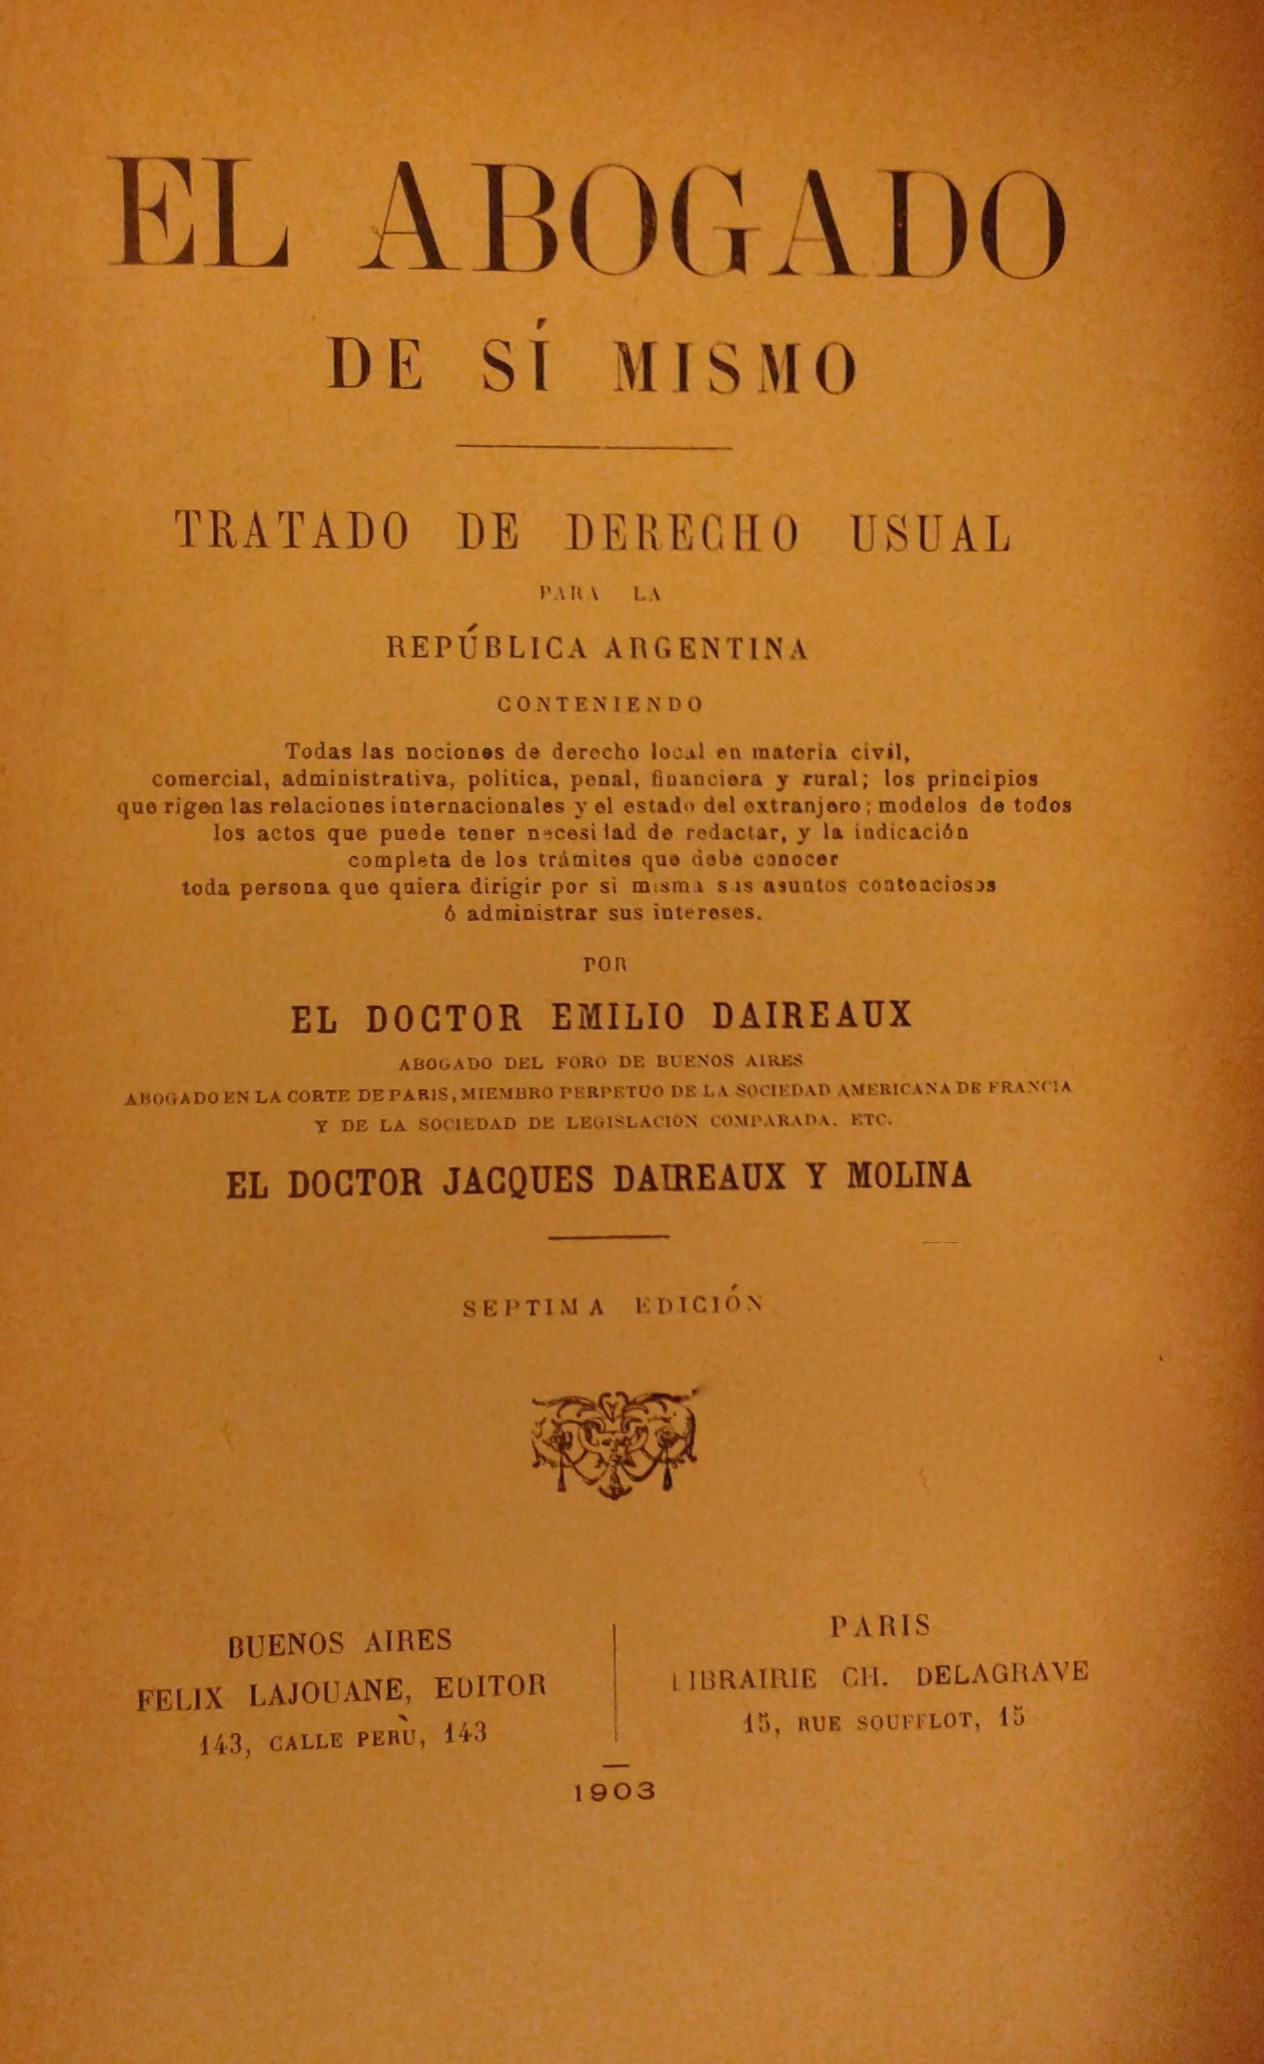 EL ABOGADO
DE SÍ MISMO
TRATADO DE DERECHO USUAL
PARA LA
REPÚBLICA ARGENTINA
CONTENIENDO
Todas las nociones de derecho local en materia civil,
comercial, administrativa, politica, penal, financiera y rural; los principios
que rigen las relaciones internacionales y el estado del extranjero; modelos de todos
los actos que puede tener necesidad de redactar, y la indicación
completa de los trámites que debe conocer
toda persona que quiera dirigir por si misma sus asuntos contenciosos
ó administrar sus intereses.
POR
EL DOCTOR EMILIO DAIREAUX
ABOGADO DEL FORO DE BUENOS AIRES
ABOGADO EN LA CORTE DE PARIS, MIEMBRO PERPETUO DE LA SOCIEDAD AMERICANA DE FRANCIA
Y DE LA SOCIEDAD DE LEGISLACIÓN COMPARADA, ETC.
EL DOCTOR JACQUES DAIREAUX Y MOLINA
SEPTIMA EDICIÓN
BUENOS AIRES
FELIX LAJOUANE, EDITOR
143, CALLE PERÙ, 143
PARIS
LIBRAIRIE CH. DELAGRAVE
15, RUE SOUFFLOT, 15
1903